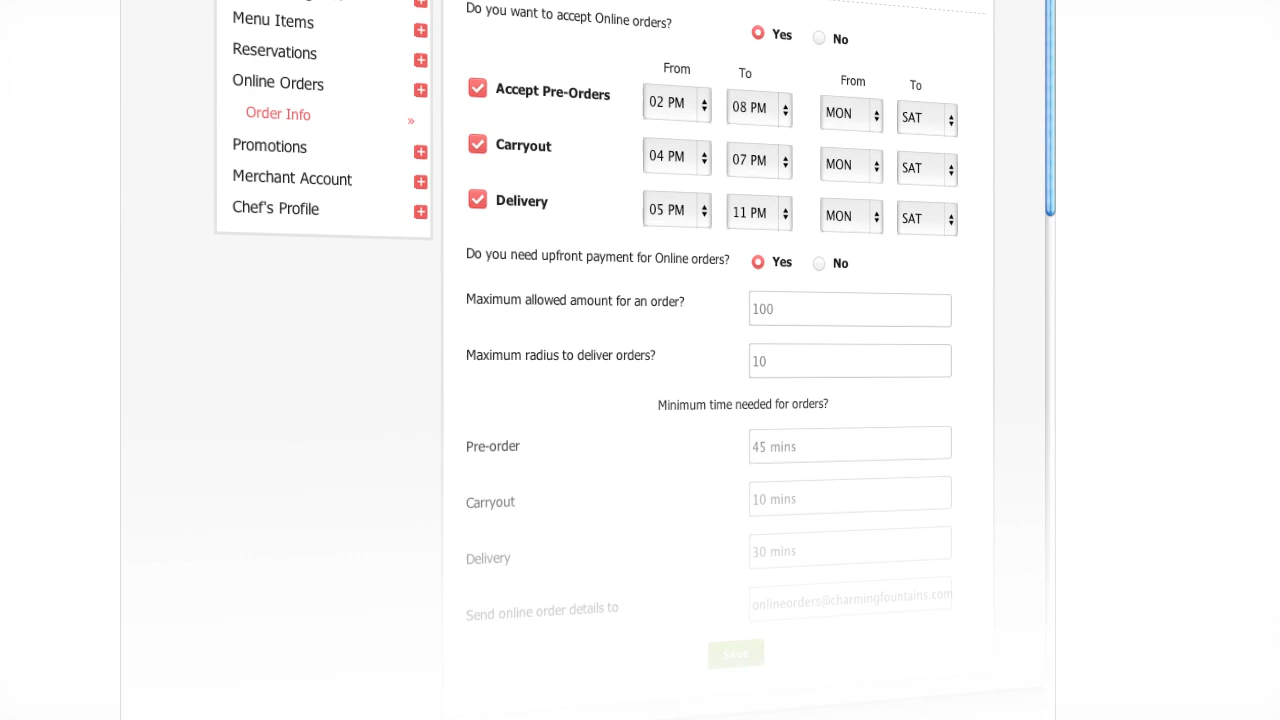 Menu Items
Reservations
Online Orders
Order Info »
Promotions
Merchant Account
Chef's Profile
Do you want to accept Online orders? Yes No
From To From To
Accept Pre-Orders 02 PM 08 PM MON SAT
Carryout 04 PM 07 PM MON SAT
Delivery 05 PM 11 PM MON SAT
Do you need upfront payment for Online orders? Yes No
Maximum allowed amount for an order? 100
Maximum radius to deliver orders? 10
Minimum time needed for orders?
Pre-order 45 mins
Carryout 10 mins
Delivery 30 mins
Send online order details to onlineorders@charmingfountains.com
Save